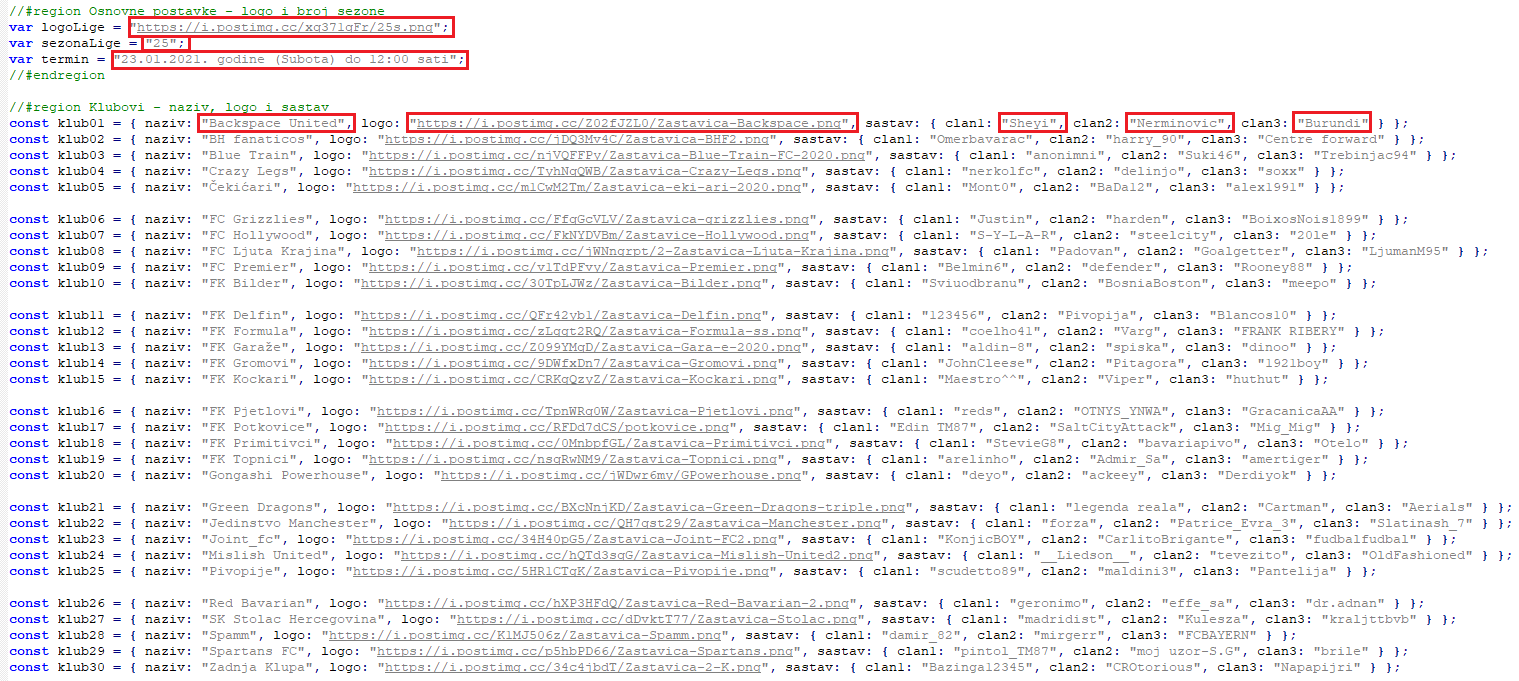 //#region Osnovne postavke - logo i broj sezone
var logoLige = "https://i.postimg.cc/xg37lgFr/25s.png";
var sezonaLige = "25";
var termin = "23.01.2021. godine (Subota) do 12:00 sati";
//#endregion
//#region Klubovi - naziv, logo i sastav
const klub01 = { naziv: "Backspace United", logo: "https://i.postimg.cc/Z02fJZL0/Zastavica-Backspace.png", sastav: { clan1: "Sheyi", clan2: "Nerminovic", clan3: "Burundi" } };
const klub02 = { naziv: "BH fanaticos", logo: "https://i.postimg.cc/jDQ3Mv4C/Zastavica-BHF2.png", sastav: { clan1: "Omerbavarac", clan2: "harry_90", clan3: "Centre forward" } };
const klub03 = { naziv: "Blue Train", logo: "https://i.postimg.cc/njVQFFPy/Zastavica-Blue-Train-FC-2020.png", sastav: { clan1: "anonimni", clan2: "Suki46", clan3: "Trebinjac94" } };
const klub04 = { naziv: "Crazy Legs", logo: "https://i.postimg.cc/TyhNgQWB/Zastavica-Crazy-Legs.png", sastav: { clan1: "nerkolfc", clan2: "delinjo", clan3: "soxx" } };
const klub05 = { naziv: "Čekićari", logo: "https://i.postimg.cc/mlCwM2Tm/Zastavica-eki-ari-2020.png", sastav: { clan1: "Mont0", clan2: "BaDa12", clan3: "alex1991" } };
const klub06 = { naziv: "FC Grizzlies", logo: "https://i.postimg.cc/FfqGcVLV/Zastavica-grizzlies.png", sastav: { clan1: "Justin", clan2: "harden", clan3: "BoixosNois1899" } };
const klub07 = { naziv: "FC Hollywood", logo: "https://i.postimg.cc/FkNYDVBm/Zastavice-Hollywood.png", sastav: { clan1: "S-Y-L-A-R", clan2: "steelcity", clan3: "20le" } };
const klub08 = { naziv: "FC Ljuta Krajina", logo: "https://i.postimg.cc/jWNngrpt/2-Zastavica-Ljuta-Krajina.png", sastav: { clan1: "Padovan", clan2: "Goalgetter", clan3: "LjumanM95" } };
const klub09 = { naziv: "FC Premier", logo: "https://i.postimg.cc/vlTdPFvy/Zastavica-Premier.png", sastav: { clan1: "Belmin6", clan2: "defender", clan3: "Rooney88" } };
const klub10 = { naziv: "FK Bilder", logo: "https://i.postimg.cc/30TpLJWz/Zastavica-Bilder.png", sastav: { clan1: "Sviuodbranu", clan2: "BosniaBoston", clan3: "meepo" } };
const klub11 = { naziv: "FK Delfin", logo: "https://i.postimg.cc/QFr42ybl/Zastavica-Delfin.png", sastav: { clan1: "123456", clan2: "Pivopija", clan3: "Blancos10" } };
const klub12 = { naziv: "FK Formula", logo: "https://i.postimg.cc/zLggt2RQ/Zastavica-Formula-ss.png", sastav: { clan1: "coelho41", clan2: "Varg", clan3: "FRANK RIBERY" } };
const klub13 = { naziv: "FK Garaže", logo: "https://i.postimg.cc/Z099YMgD/Zastavica-Gara-e-2020.png", sastav: { clan1: "aldin-8", clan2: "spiska", clan3: "dinoo" } };
const klub14 = { naziv: "FK Gromovi", logo: "https://i.postimg.cc/9DWfxDn7/Zastavica-Gromovi.png", sastav: { clan1: "JohnCleese", clan2: "Pitagora", clan3: "1921boy" } };
const klub15 = { naziv: "FK Kockari", logo: "https://i.postimg.cc/CRKgQzyZ/Zastavica-Kockari.png", sastav: { clan1: "Maestro^^", clan2: "Viper", clan3: "huthut" } };
const klub16 = { naziv: "FK Pjetlovi", logo: "https://i.postimg.cc/TpnWRq0W/Zastavica-Pjetlovi.png", sastav: { clan1: "reds", clan2: "OTNYS_YNWA", clan3: "GracanicaAA" } };
const klub17 = { naziv: "FK Potkovice", logo: "https://i.postimg.cc/RFDd7dCS/potkovice.png", sastav: { clan1: "Edin TM87", clan2: "SaltCityAttack", clan3: "Mig_Mig" } };
const klub18 = { naziv: "FK Primitivci", logo: "https://i.postimg.cc/0MnbpfGL/Zastavica-Primitivci.png", sastav: { clan1: "StevieG8", clan2: "bavariapivo", clan3: "Otelo" } };
const klub19 = { naziv: "FK Topnici", logo: "https://i.postimg.cc/nsgRwNM9/Zastavica-Topnici.png", sastav: { clan1: "arelinho", clan2: "Admir_Sa", clan3: "amertiger" } };
const klub20 = { naziv: "Gongashi Powerhouse", logo: "https://i.postimg.cc/jWDwr6my/GPowerhouse.png", sastav: { clan1: "deyo", clan2: "ackeey", clan3: "Derdiyok" } };
const klub21 = { naziv: "Green Dragons", logo: "https://i.postimg.cc/BXcNnjKD/Zastavica-Green-Dragons-triple.png", sastav: { clan1: "legenda reala", clan2: "Cartman", clan3: "Aerials" } };
const klub22 = { naziv: "Jedinstvo Manchester", logo: "https://i.postimg.cc/QH7gst29/Zastavica-Manchester.png", sastav: { clan1: "forza", clan2: "Patrice_Evra_3", clan3: "Slatinash_7" } };
const klub23 = { naziv: "Joint_fc", logo: "https://i.postimg.cc/34H40pG5/Zastavica-Joint-FC2.png", sastav: { clan1: "KonjicBOY", clan2: "CarlitoBrigante", clan3: "fudbalfudbal" } };
const klub24 = { naziv: "Mislish United", logo: "https://i.postimg.cc/hQTd3sqG/Zastavica-Mislish-United2.png", sastav: { clan1: "__Liedson__", clan2: "tevezito", clan3: "OldFashioned" } };
const klub25 = { naziv: "Pivopije", logo: "https://i.postimg.cc/5HRlCTgK/Zastavica-Pivopije.png", sastav: { clan1: "scudetto89", clan2: "maldini3", clan3: "Pantelija" } };
const klub26 = { naziv: "Red Bavarian", logo: "https://i.postimg.cc/hXP3HFdQ/Zastavica-Red-Bavarian-2.png", sastav: { clan1: "geronimo", clan2: "effe_sa", clan3: "dr.adnan" } };
const klub27 = { naziv: "SK Stolac Hercegovina", logo: "https://i.postimg.cc/dDvktT77/Zastavica-Stolac.png", sastav: { clan1: "madridist", clan2: "Kulesza", clan3: "kraljttbvb" } };
const klub28 = { naziv: "Spamm", logo: "https://i.postimg.cc/KlMJ506z/Zastavica-Spamm.png", sastav: { clan1: "damir_82", clan2: "mirgerr", clan3: "FCBAYERN" } };
const klub29 = { naziv: "Spartans FC", logo: "https://i.postimg.cc/p5hbPD66/Zastavica-Spartans.png", sastav: { clan1: "pintol_TM87", clan2: "moj uzor-S.G", clan3: "brile" } };
const klub30 = { naziv: "Zadnja Klupa", logo: "https://i.postimg.cc/34c4jbdT/Zastavica-2-K.png", sastav: { clan1: "Bazinga12345", clan2: "CROtorious", clan3: "Napapijri" } };